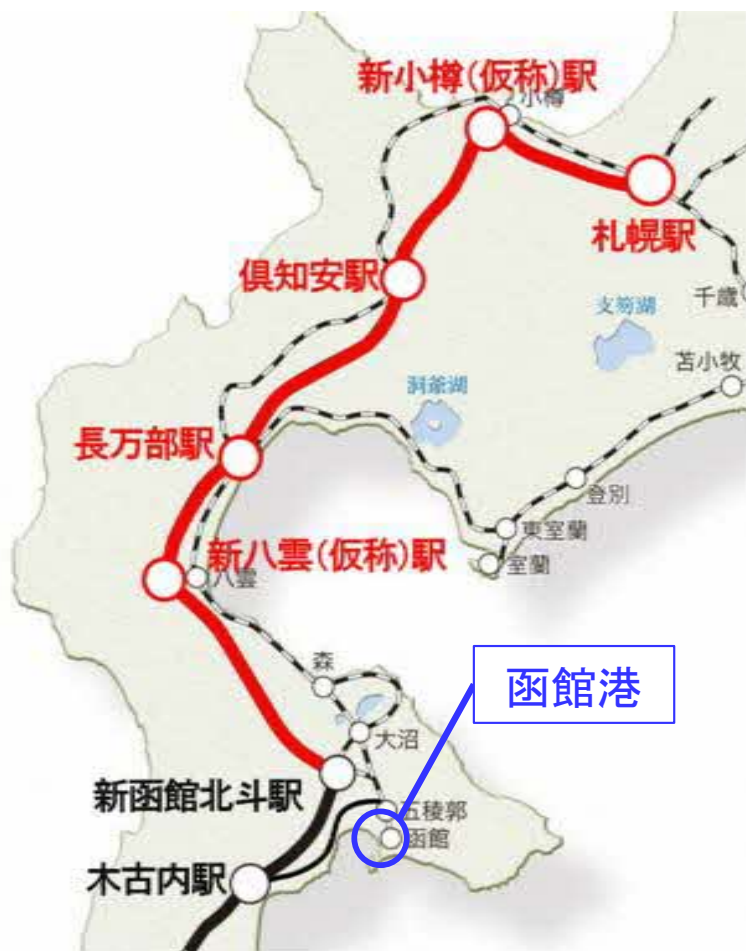 新小樽(仮称)駅
小樽
札幌駅
倶知安駅
千歳
支笏湖
苫小牧
洞爺湖
長万部駅
登別
東室蘭
新八雲(仮称)駅
室蘭
八雲
函館港
森
大沼
新函館北斗駅
五稜郭
函館
木古内駅